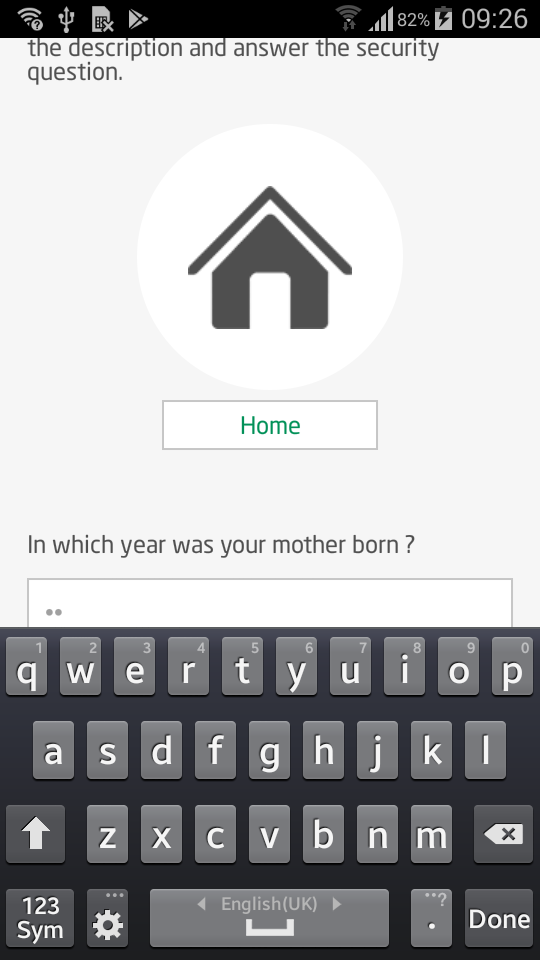 82% 09:26
the description and answer the security
question.
Home
In which year was your mother born ?
••
1 2 3 4 5 6 7 8 9 0
q w e r t y u i o p
a s d f g h j k l
z x c v b n m
123 Sym
English(UK)
...
"?
.
Done